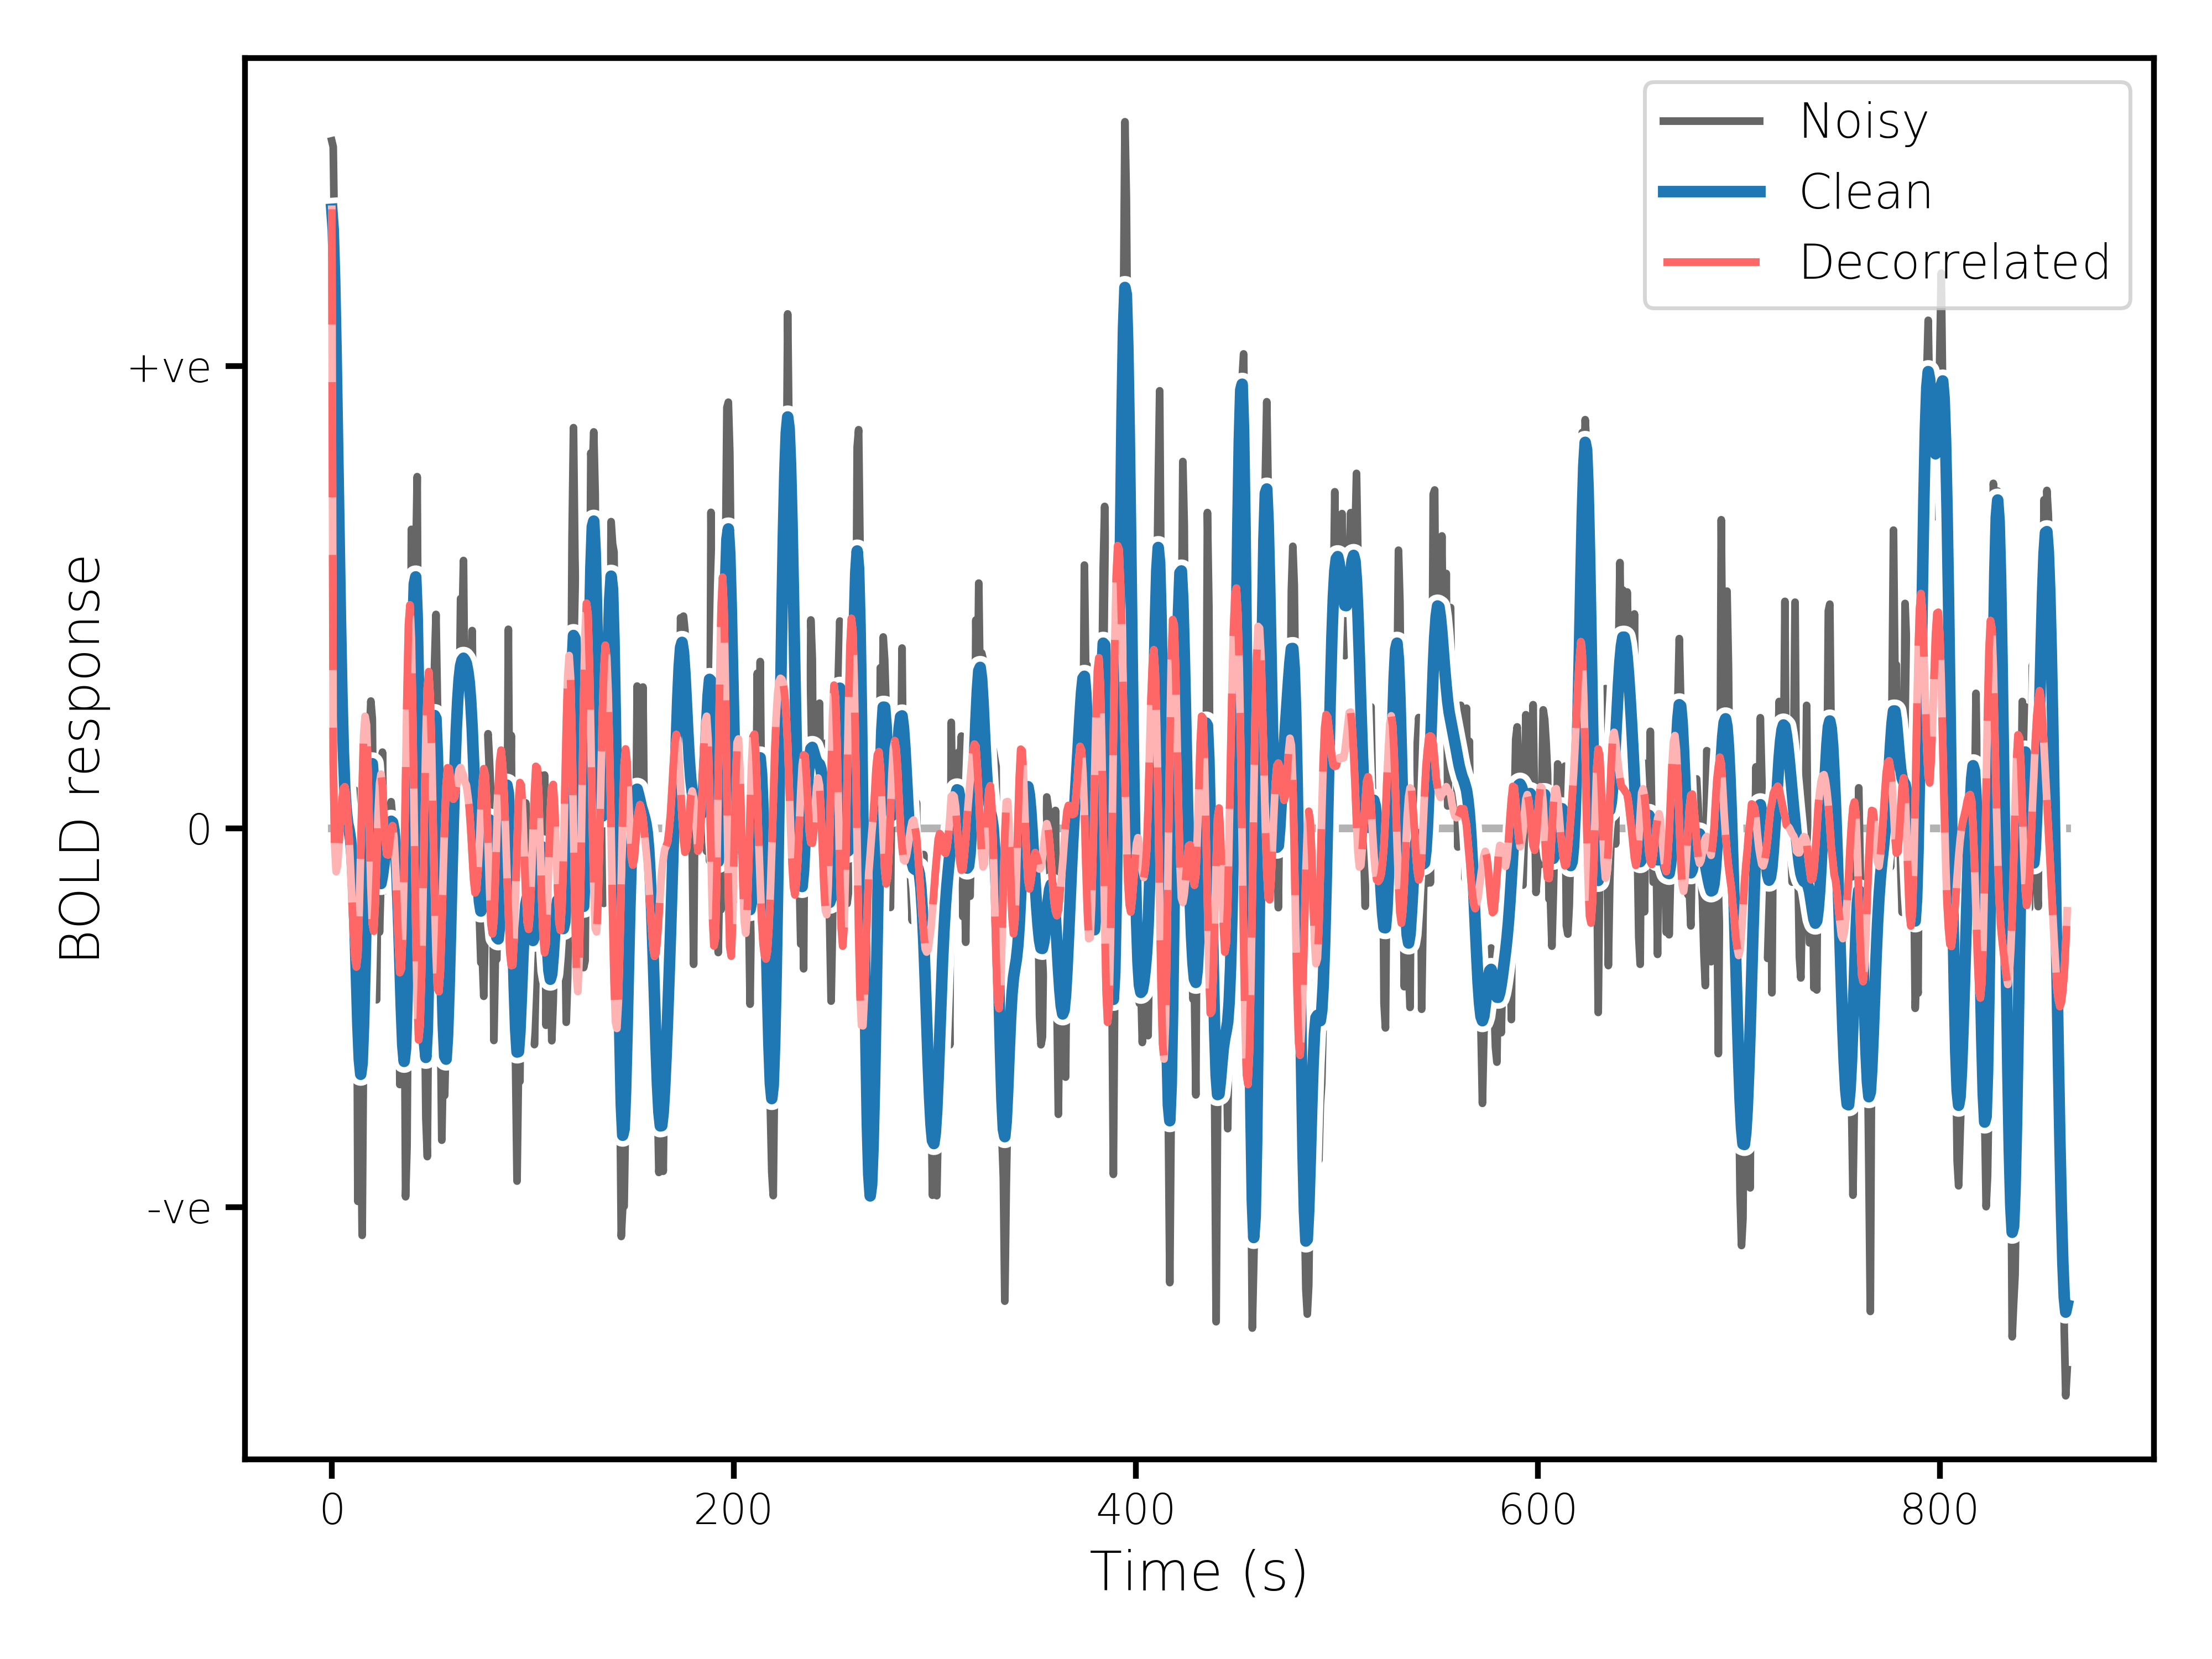 Noisy
Clean
Decorrelated
BOLD response
+ve
0
-ve
0 200 400 600 800
Time (s)